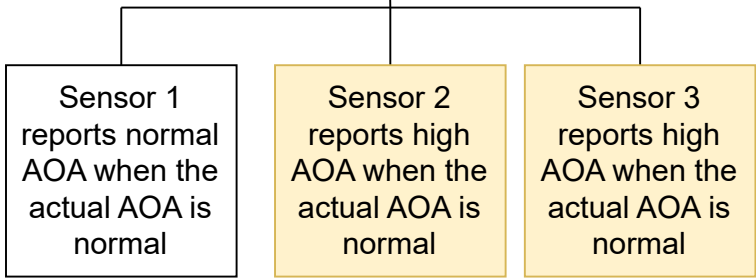 Sensor 1
reports normal
AOA when the
actual AOA is
normal
Sensor 2
reports high
AOA when the
actual AOA is
normal
Sensor 3
reports high
AOA when the
actual AOA is
normal